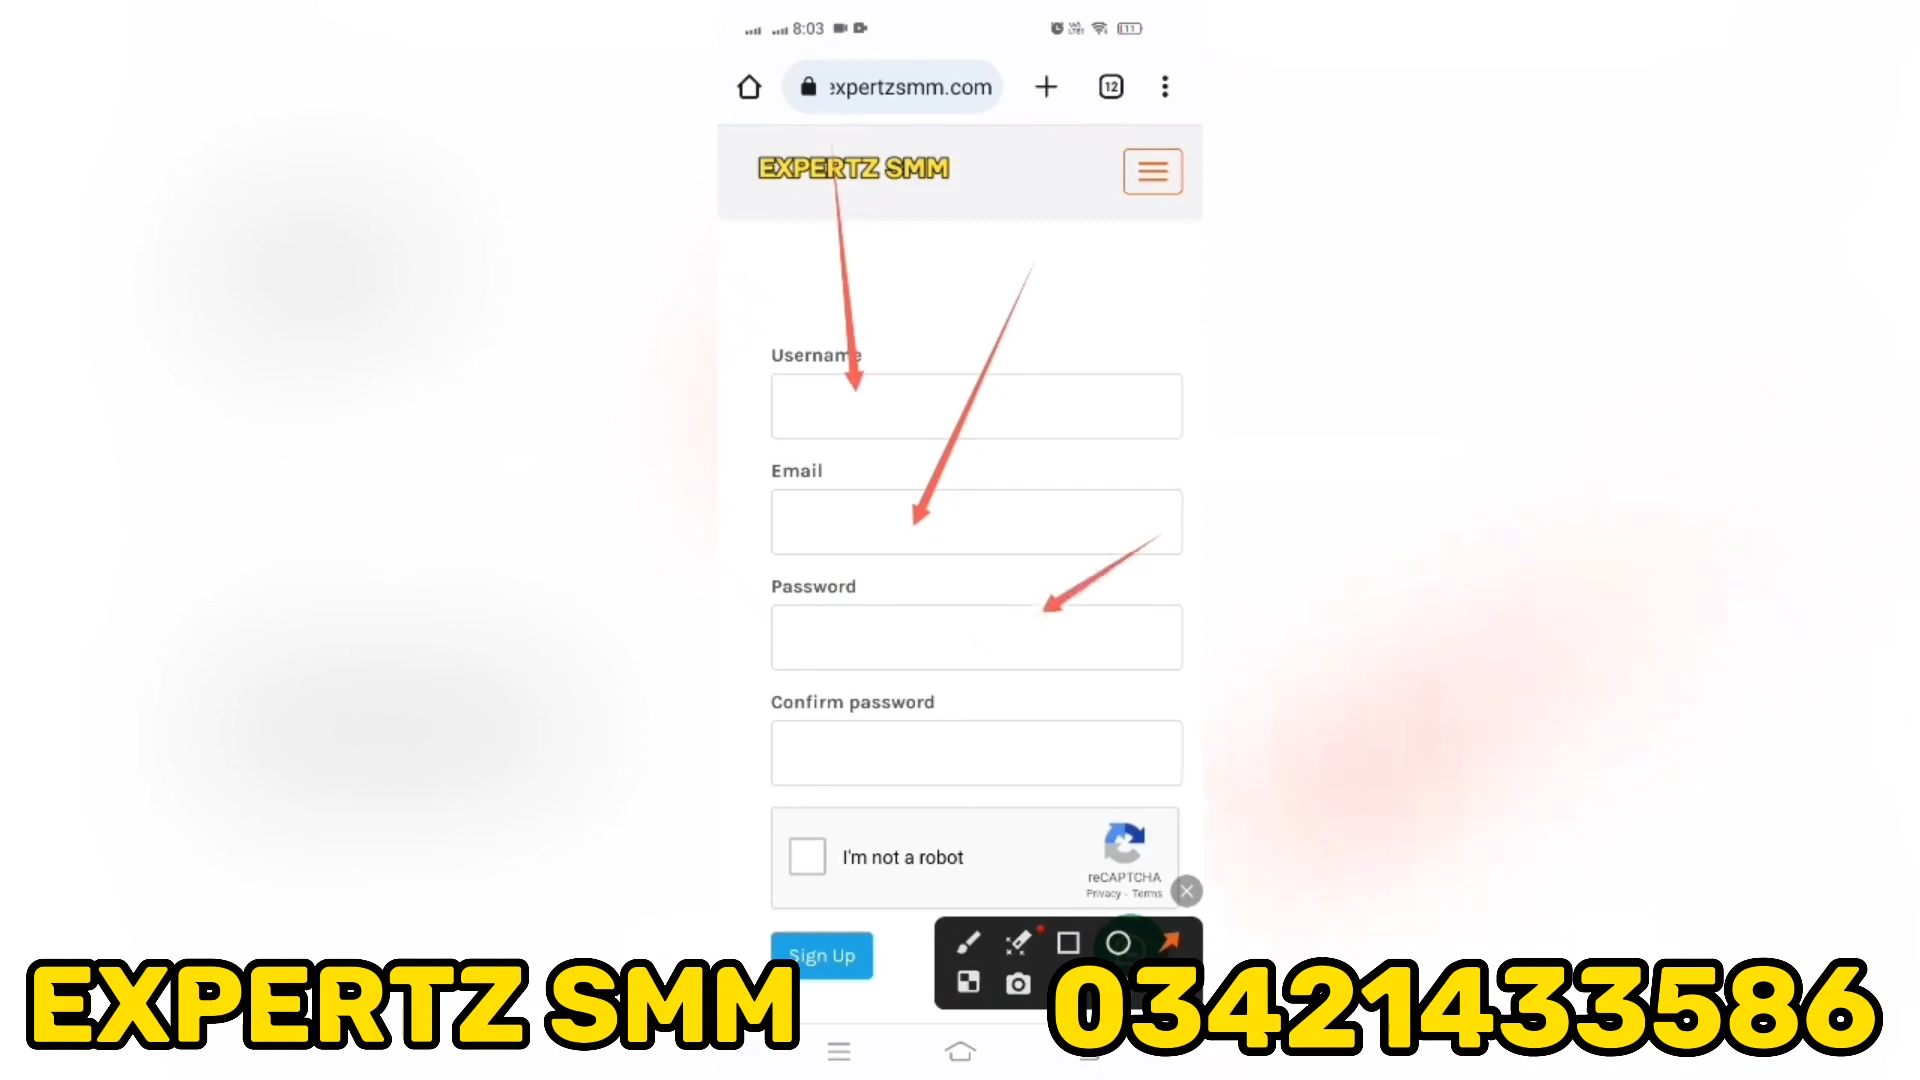 8:03
expertzsmm.com
12
EXPERTZ SMM
Username
Email
Password
Confirm password
I'm not a robot
reCAPTCHA
Privacy - Terms
Sign Up
EXPERTZ SMM
03421433586